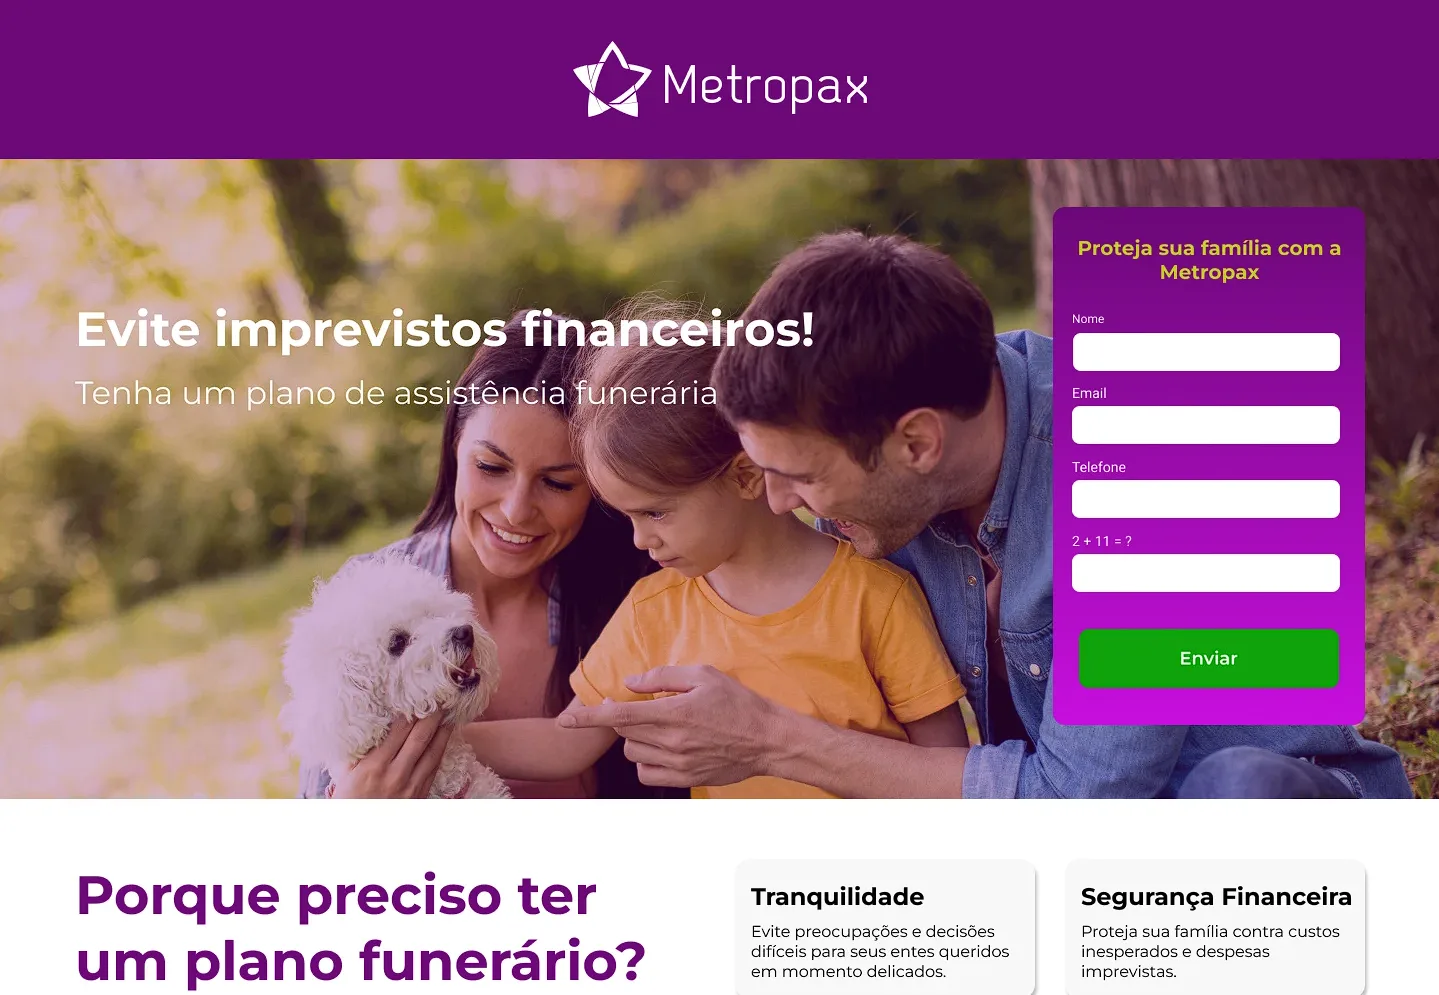 Metropax
Evite imprevistos financeiros!
Tenha um plano de assistência funerária
Proteja sua família com a
Metropax
Nome
Email
Telefone
2 + 11 = ?
Enviar
Porque preciso ter
um plano funerário?
Tranquilidade
Evite preocupações e decisões
difíceis para seus entes queridos
em momento delicados.
Segurança Financeira
Proteja sua família contra custos
inesperados e despesas
imprevistas.